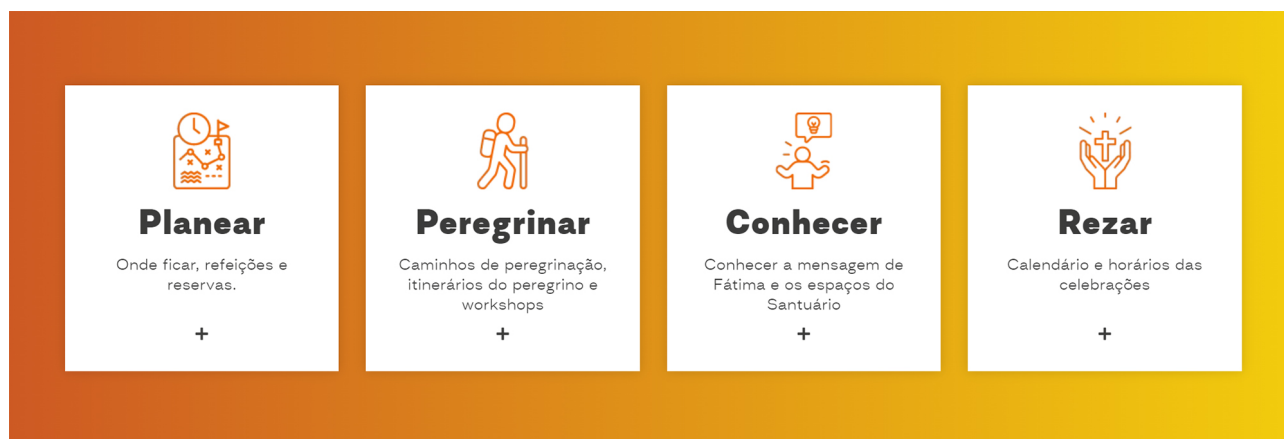 Planear
Onde ficar, refeições e
reservas.
+
Peregrinar
Caminhos de peregrinação,
itinerários do peregrino e
workshops
+
Conhecer
Conhecer a mensagem de
Fátima e os espaços do
Santuário
+
Rezar
Calendário e horários das
celebrações
+